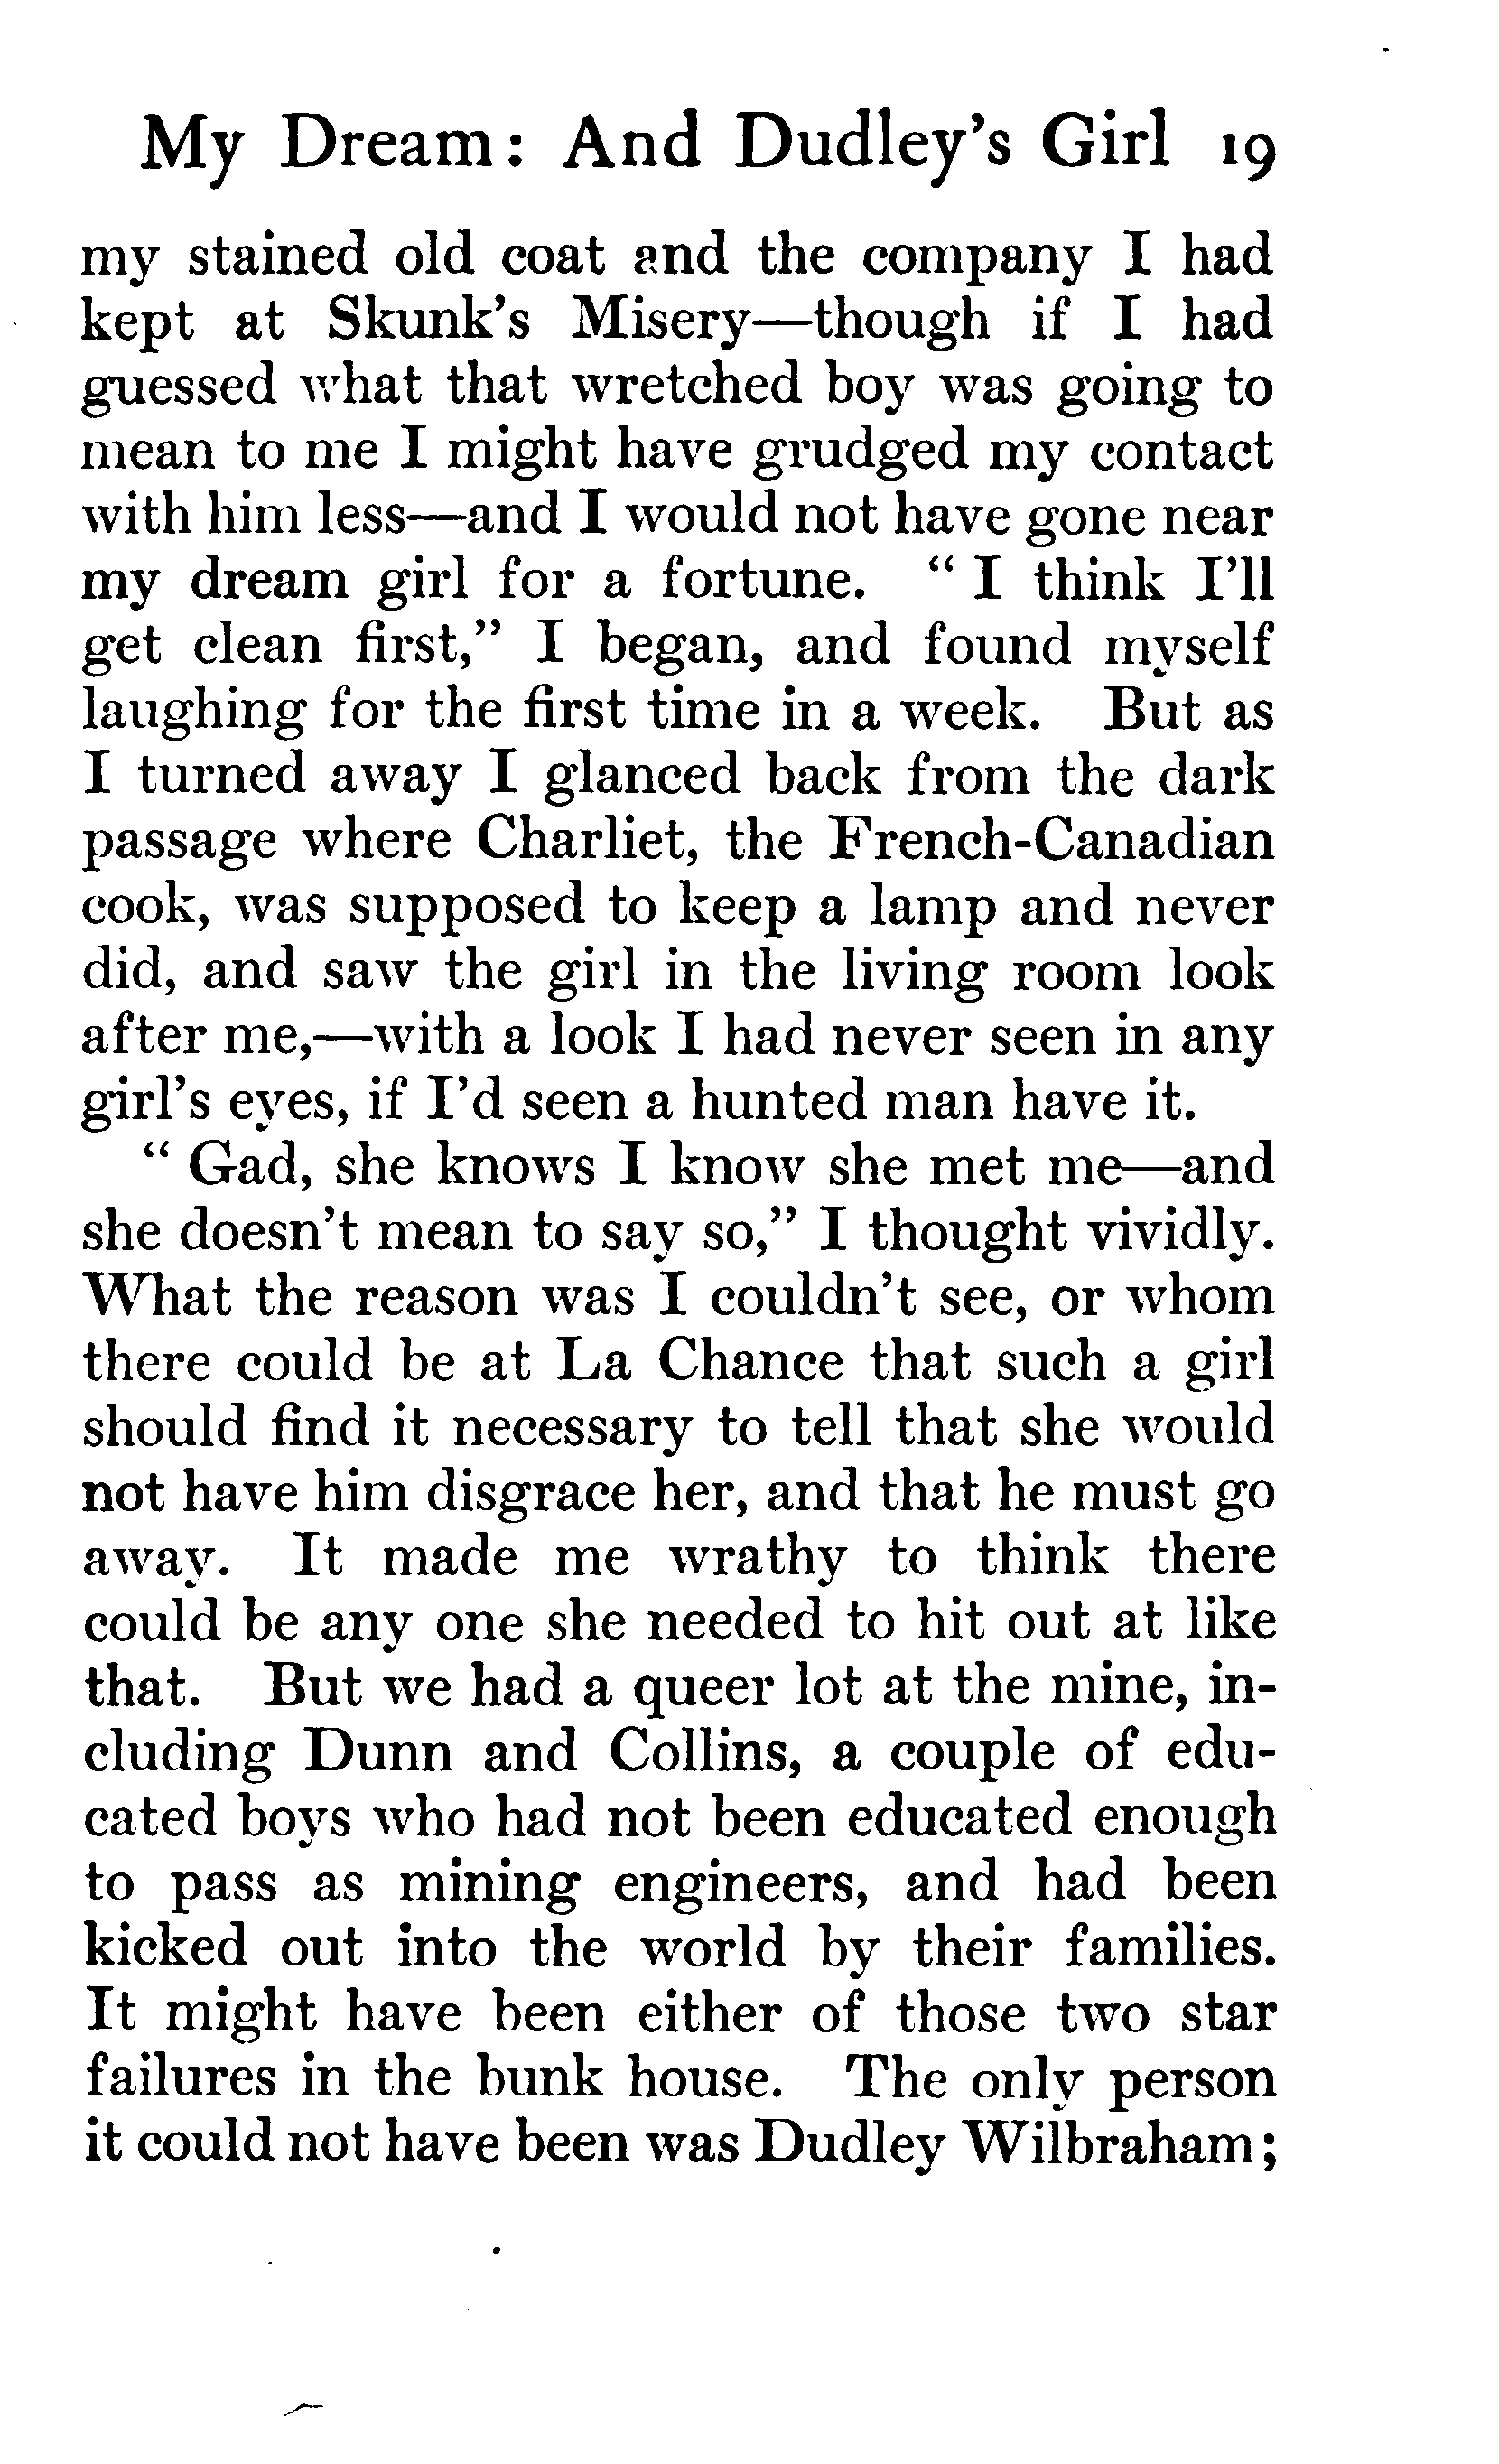 My Dream: And Dudley's Girl 19
my stained old coat and the company I had
kept at Skunk's Misery—though if I had
guessed what that wretched boy was going to
mean to me I might have grudged my contact
with him less—and I would not have gone near
my dream girl for a fortune. " I think I'll
get clean first," I began, and found myself
laughing for the first time in a week. But as
I turned away I glanced back from the dark
passage where Charliet, the French-Canadian
cook, was supposed to keep a lamp and never
did, and saw the girl in the living room look
after me,—with a look I had never seen in any
girl's eyes, if I'd seen a hunted man have it.
" Gad, she knows I know she met me—and
she doesn't mean to say so," I thought vividly.
What the reason was I couldn't see, or whom
there could be at La Chance that such a girl
should find it necessary to tell that she would
not have him disgrace her, and that he must go
away. It made me wrathy to think there
could be any one she needed to hit out at like
that. But we had a queer lot at the mine, in-
cluding Dunn and Collins, a couple of edu-
cated boys who had not been educated enough
to pass as mining engineers, and had been
kicked out into the world by their families.
It might have been either of those two star
failures in the bunk house. The only person
it could not have been was Dudley Wilbraham;